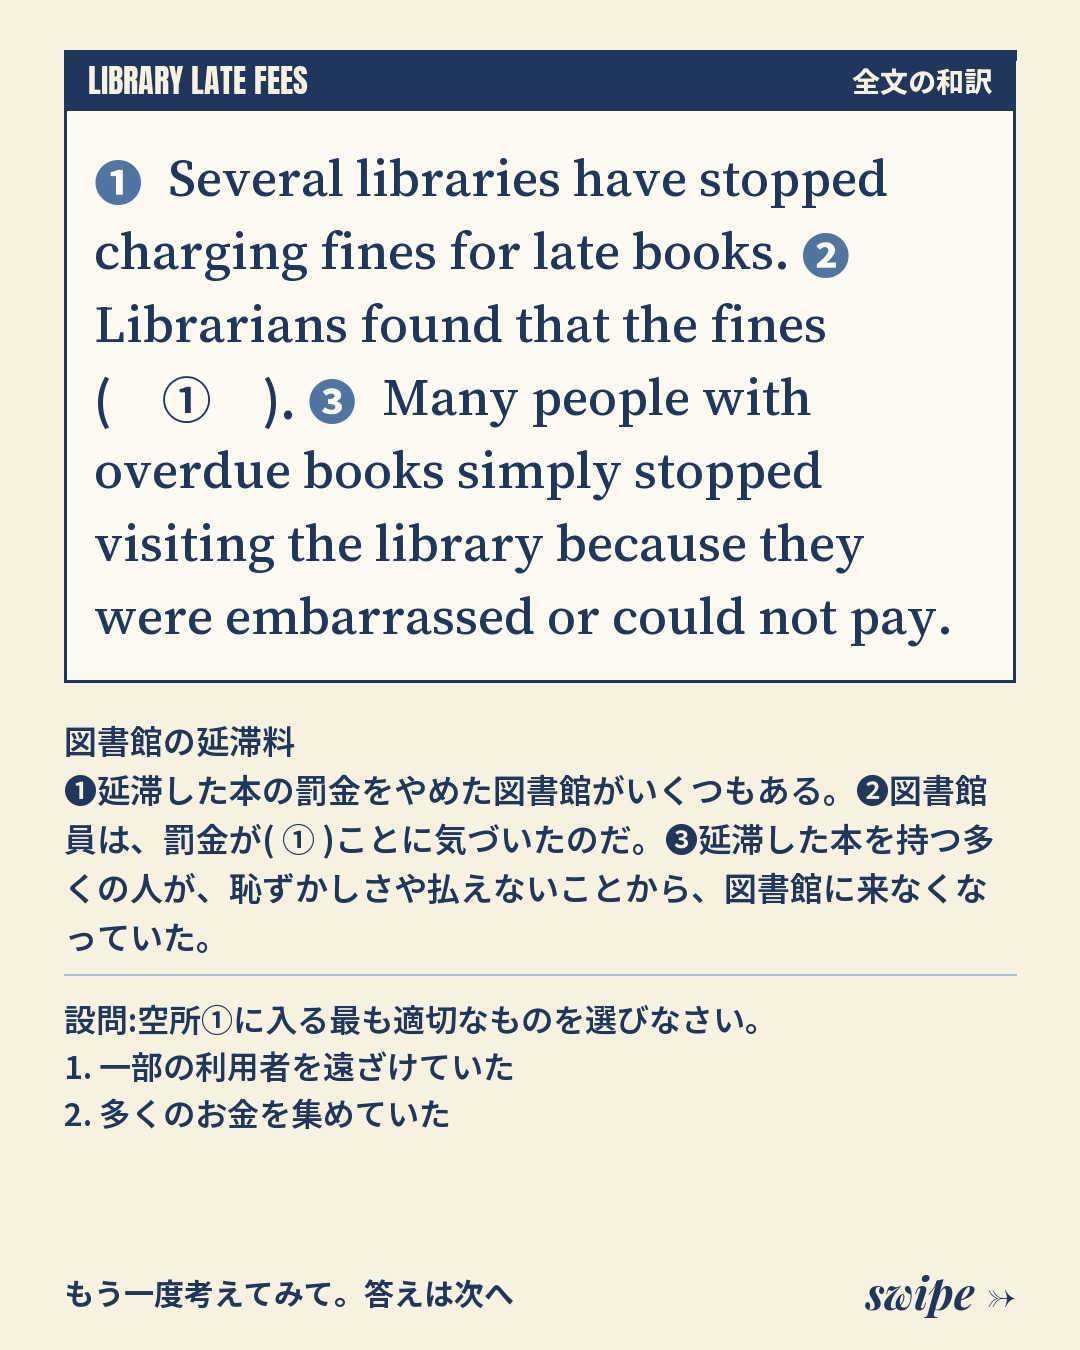 LIBRARY LATE FEES
全文の和訳
❶ Several libraries have stopped
charging fines for late books. ❷
Librarians found that the fines
( ① ). ❸ Many people with
overdue books simply stopped
visiting the library because they
were embarrassed or could not pay.
図書館の延滞料
❶延滞した本の罰金をやめた図書館がいくつもある。❷図書館
員は、罰金が( ① )ことに気づいたのだ。❸延滞した本を持つ多
くの人が、恥ずかしさや払えないことから、図書館に来なくな
っていた。
設問:空所①に入る最も適切なものを選びなさい。
1. 一部の利用者を遠ざけていた
2. 多くのお金を集めていた
もう一度考えてみて。答えは次へ
swipe